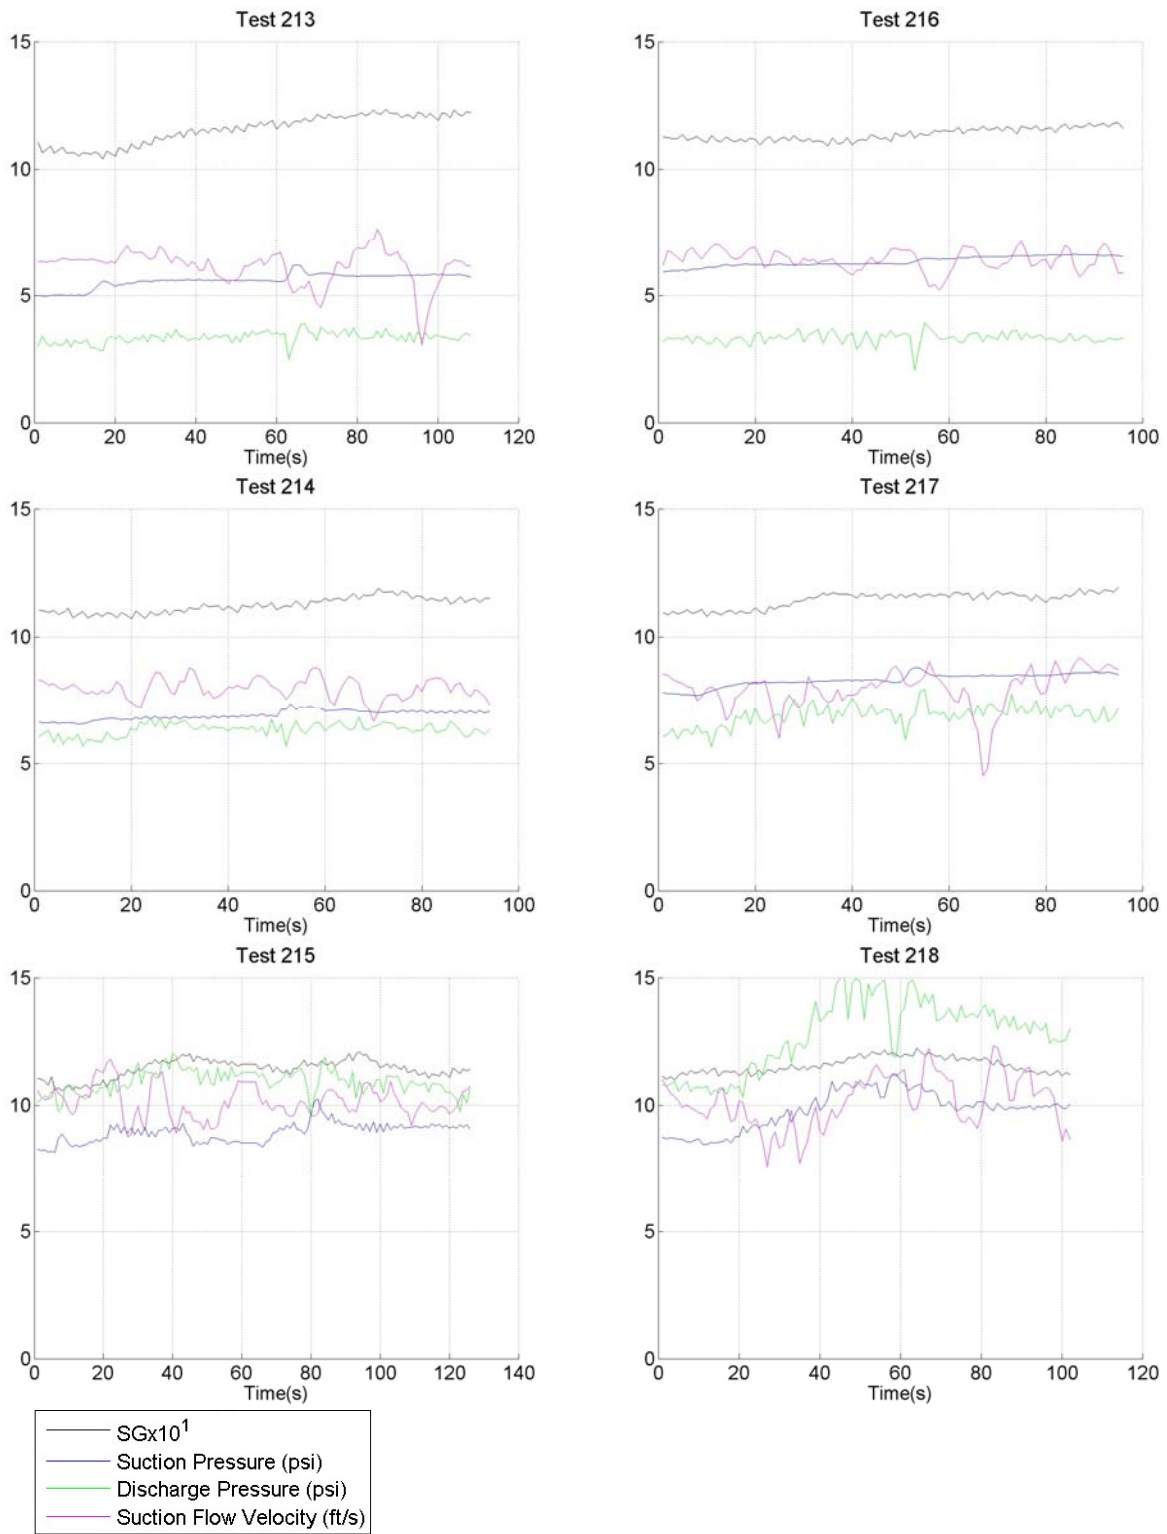 Test 213
15
10
5
0
0 20 40 60 80 100 120
Time(s)
Test 216
15
10
5
0
0 20 40 60 80 100
Time(s)
Test 214
15
10
5
0
0 20 40 60 80 100
Time(s)
Test 217
15
10
5
0
0 20 40 60 80 100
Time(s)
Test 215
15
10
5
0
0 20 40 60 80 100 120 140
Time(s)
Test 218
15
10
5
0
0 20 40 60 80 100 120
Time(s)
SGx10¹
Suction Pressure (psi)
Discharge Pressure (psi)
Suction Flow Velocity (ft/s)